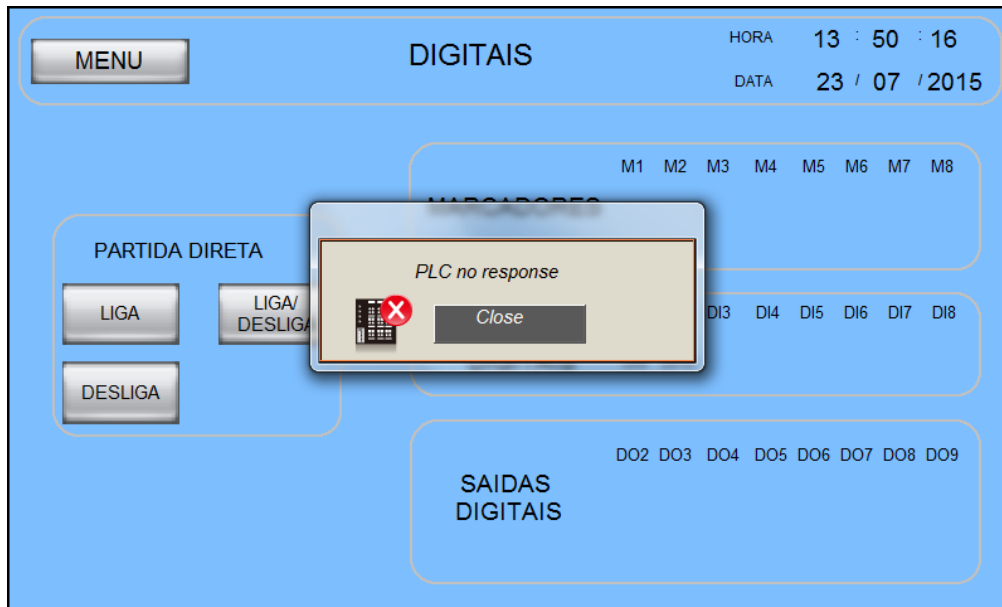 MENU
DIGITAIS
HORA 13 : 50 : 16
DATA 23 / 07 / 2015
M1 M2 M3 M4 M5 M6 M7 M8
MARCADORES
PARTIDA DIRETA
LIGA
LIGA/
DESLIGA
DESLIGA
PLC no response
Close
DI3 DI4 DI5 DI6 DI7 DI8
DO2 DO3 DO4 DO5 DO6 DO7 DO8 DO9
SAIDAS
DIGITAIS